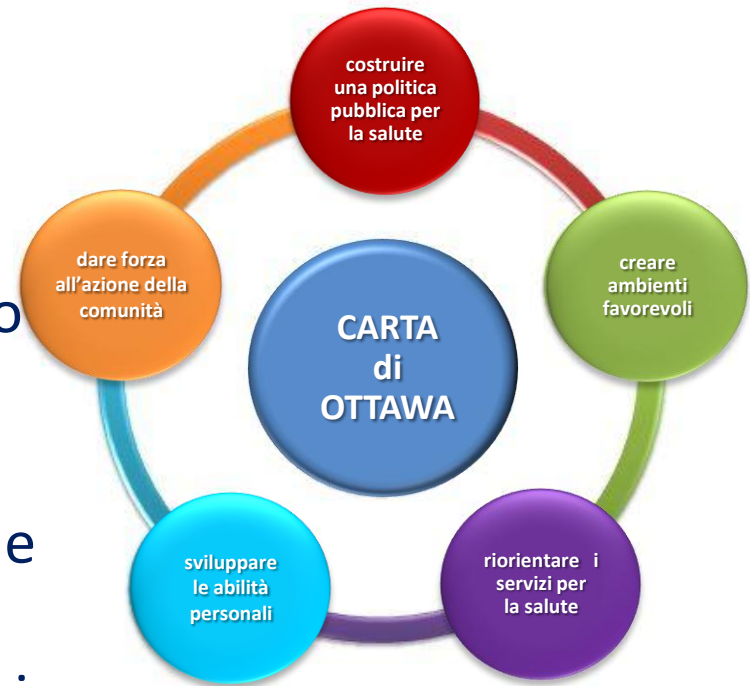 costruire
una politica
pubblica per
la salute
dare forza
all'azione della
comunità
creare
ambienti
favorevoli
o
CARTA
di
OTTAWA
e
sviluppare
le abilità
personali
riorientare i
servizi per
la salute